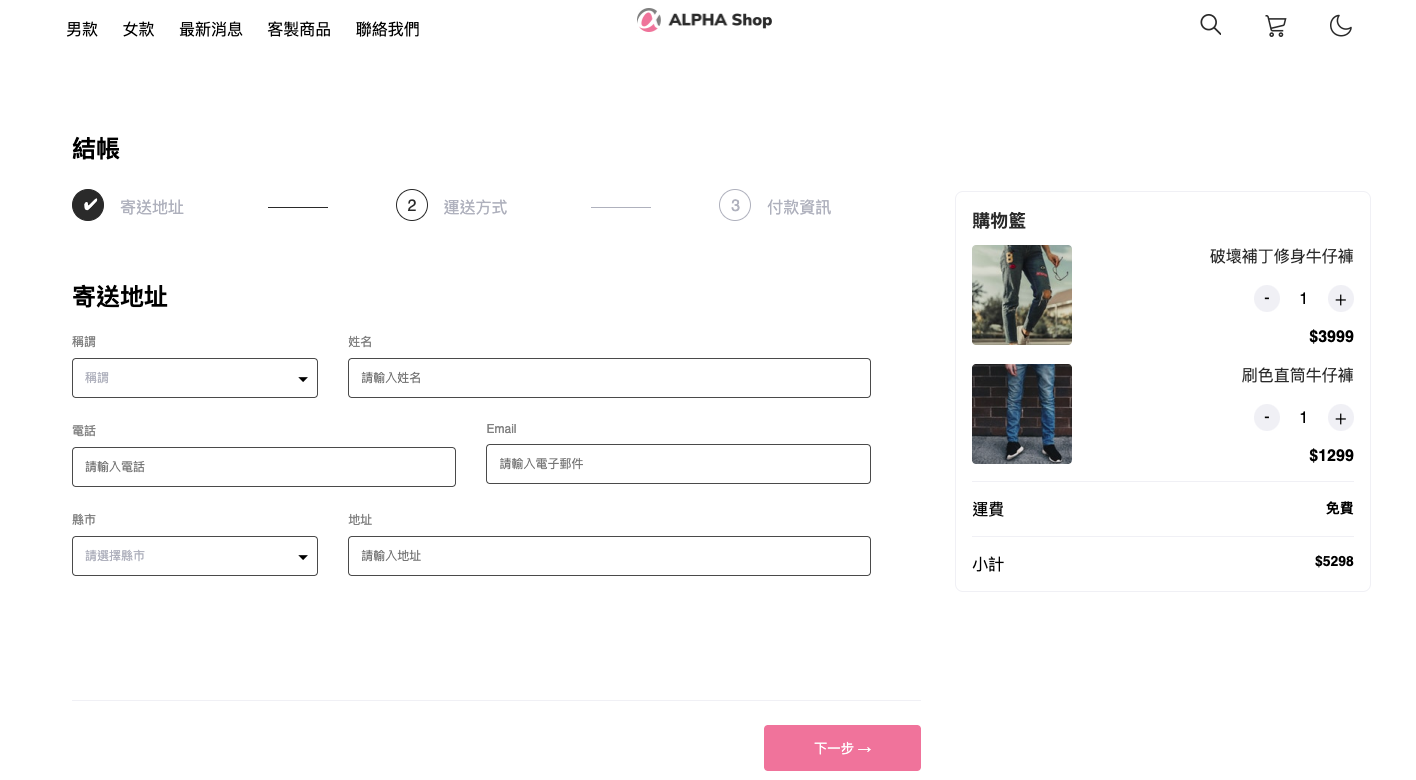 男款 女款 最新消息 客製商品 聯絡我們 ALPHA Shop
結帳
✔ 寄送地址 2 運送方式 3 付款資訊
寄送地址
稱謂 姓名
稱謂 請輸入姓名
電話 Email
請輸入電話 請輸入電子郵件
縣市 地址
請選擇縣市 請輸入地址
下一步 →
購物籃
破壞補丁修身牛仔褲
- 1 +
$3999
刷色直筒牛仔褲
- 1 +
$1299
運費 免費
小計 $5298